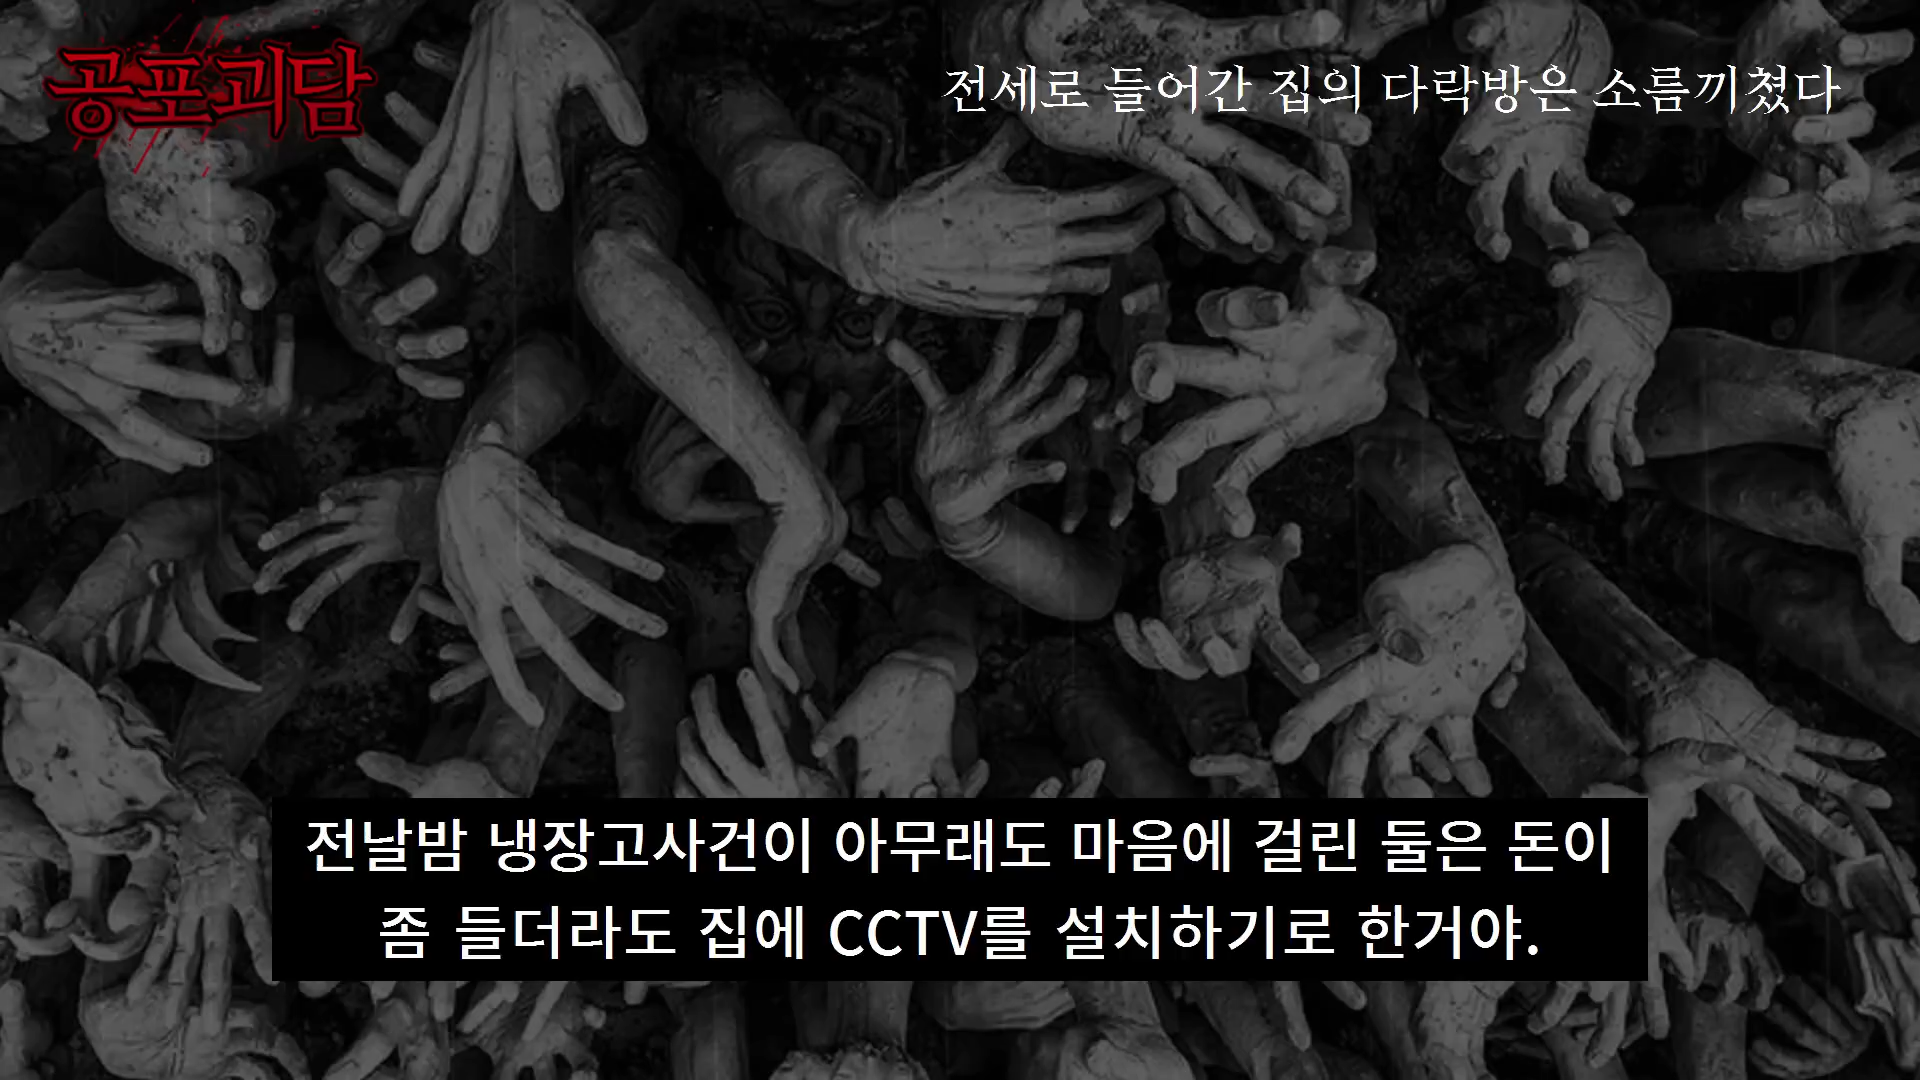 공포괴담
전세로 들어간 집의 다락방은 소름끼쳤다
전날밤 냉장고사건이 아무래도 마음에 걸린 둘은 돈이
좀 들더라도 집에 CCTV를 설치하기로 한거야.